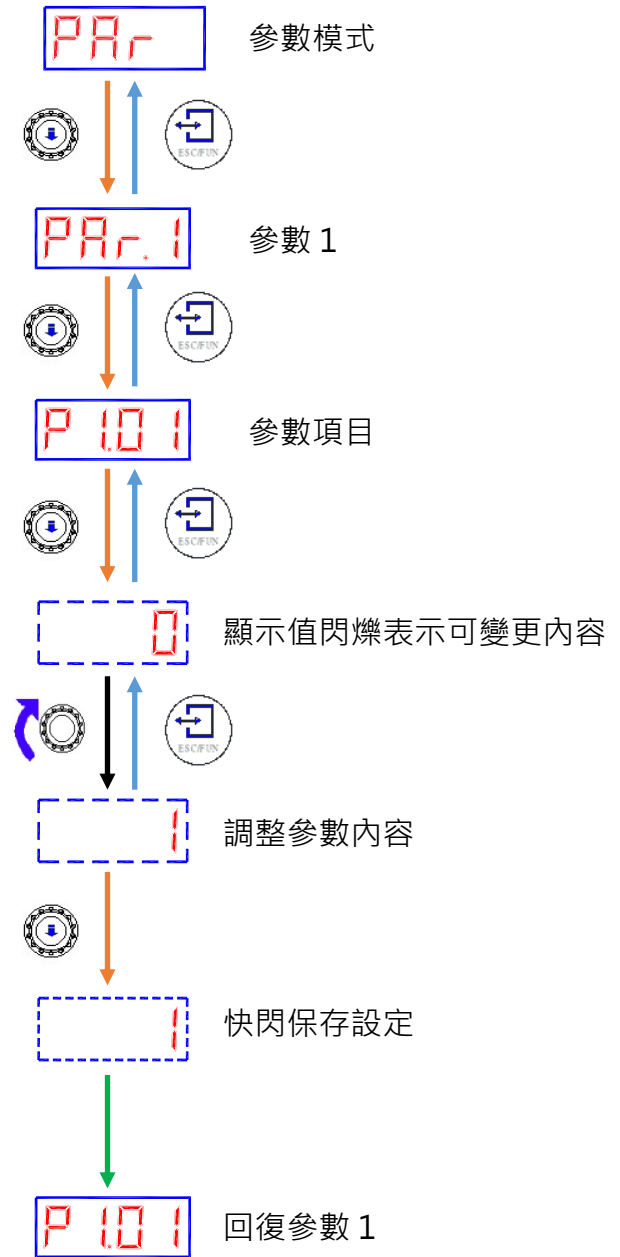 PAr 參數模式
ESC/FUN
PAr.1 參數 1
ESC/FUN
P1.01 參數項目
ESC/FUN
0 顯示值閃爍表示可變更內容
ESC/FUN
1 調整參數內容
1 快閃保存設定
P1.01 回復參數 1